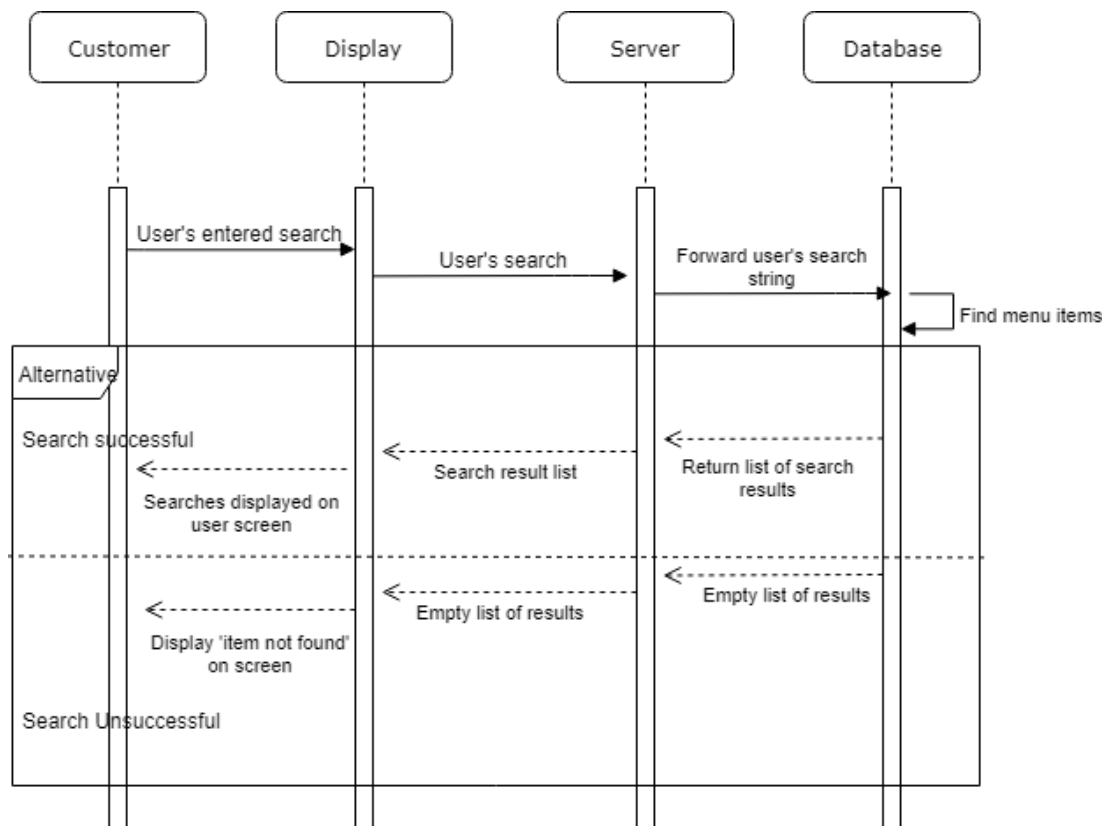 Customer
Display
Server
Database
User's entered search
User's search
Forward user's search
string
Find menu items
Alternative
Search successful
Search result list
Return list of search
results
Searches displayed on
user screen
Empty list of results
Empty list of results
Display 'item not found'
on screen
Search Unsuccessful